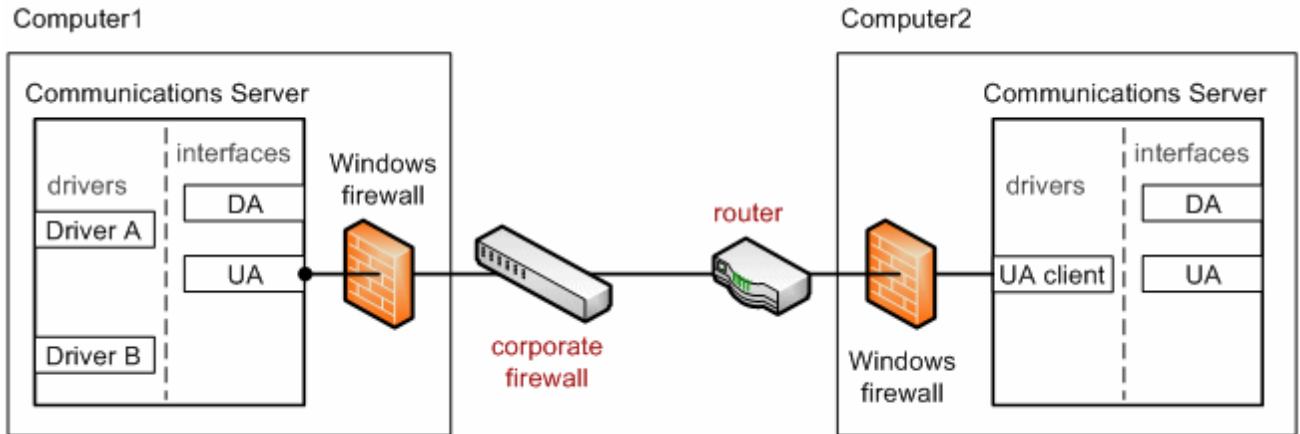 Computer1
Communications Server
drivers
interfaces
DA
Driver A
UA
Driver B
Windows
firewall
corporate
firewall
router
Computer2
Windows
firewall
Communications Server
drivers
interfaces
DA
UA client
UA